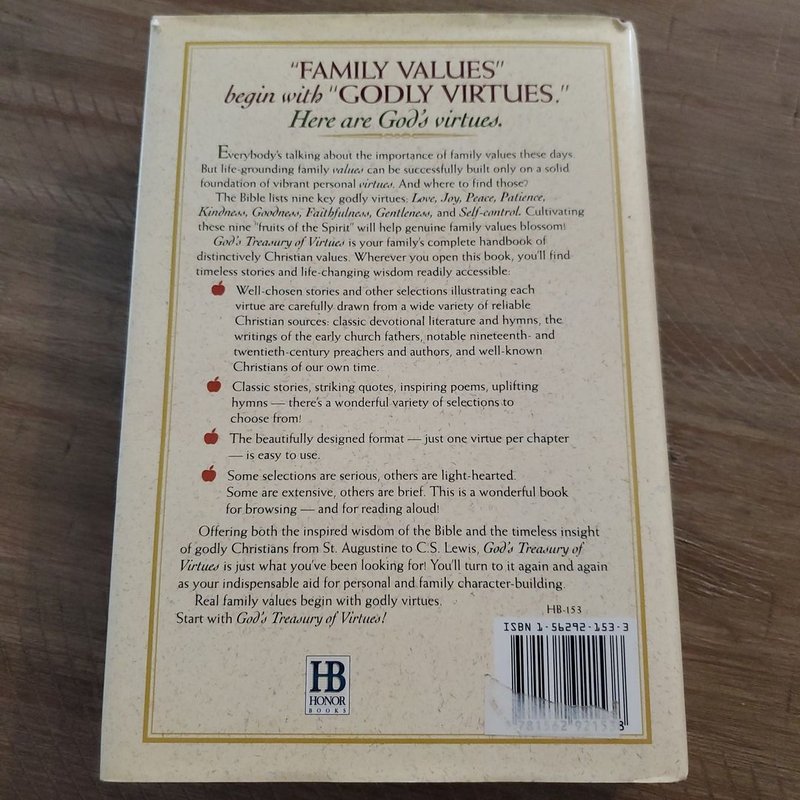 "FAMILY VALUES"
begin with "GODLY VIRTUES."
Here are God's virtues.
Everybody's talking about the importance of family values these days.
But life-grounding family values can be successfully built only on a solid
foundation of vibrant personal virtues. And where to find those?
The Bible lists nine key godly virtues: Love, Joy, Peace, Patience,
Kindness, Goodness, Faithfulness, Gentleness, and Self-control. Cultivating
these nine "fruits of the Spirit" will help genuine family values blossom!
God's Treasury of Virtues is your family's complete handbook of
distinctively Christian values. Wherever you open this book, you'll find
timeless stories and life-changing wisdom readily accessible:
Well-chosen stories and other selections illustrating each
virtue are carefully drawn from a wide variety of reliable
Christian sources: classic devotional literature and hymns, the
writings of the early church fathers, notable nineteenth- and
twentieth-century preachers and authors, and well-known
Christians of our own time.
Classic stories, striking quotes, inspiring poems, uplifting
hymns — there's a wonderful variety of selections to
choose from!
The beautifully designed format — just one virtue per chapter
— is easy to use.
Some selections are serious, others are light-hearted.
Some are extensive, others are brief. This is a wonderful book
for browsing — and for reading aloud!
Offering both the inspired wisdom of the Bible and the timeless insight
of godly Christians from St. Augustine to C.S. Lewis, God's Treasury of
Virtues is just what you've been looking for! You'll turn to it again and again
as your indispensable aid for personal and family character-building.
Real family values begin with godly virtues.
Start with God's Treasury of Virtues!
HB-153
ISBN 1-56292-153-3
HB
HONOR
BOOKS